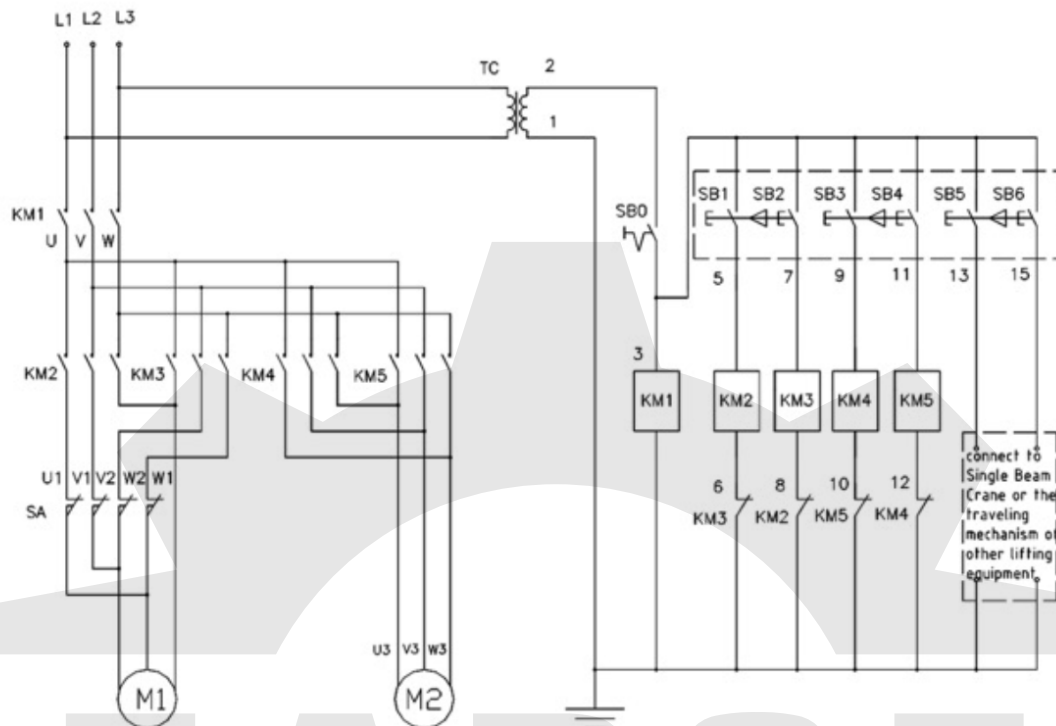 L1 L2 L3
TC 2
1
KM1
U V W
SB0
SB1 SB2 SB3 SB4 SB5 SB6
5 7 9 11 13 15
KM2 KM3 KM4 KM5
3
KM1 KM2 KM3 KM4 KM5
connect to
Single Beam
Crane or the
traveling
mechanism of
other lifting
equipment
U1 V1 V2 W2 W1
SA
6 8 10 12
KM3 KM2 KM5 KM4
U3 V3 W3
M1 M2